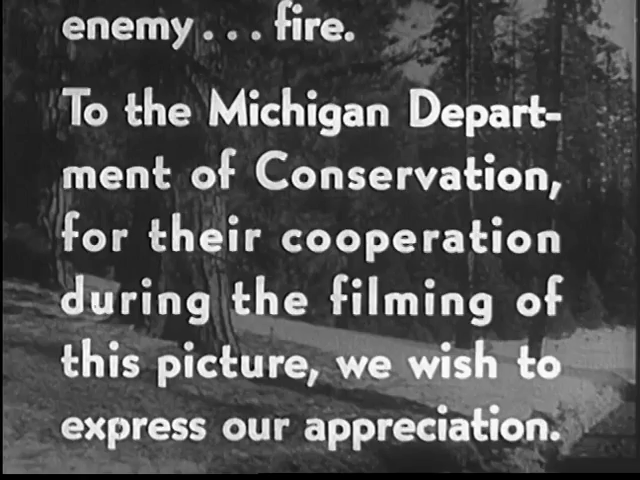 enemy... fire.
To the Michigan Depart-
ment of Conservation,
for their cooperation
during the filming of
this picture, we wish to
express our appreciation.